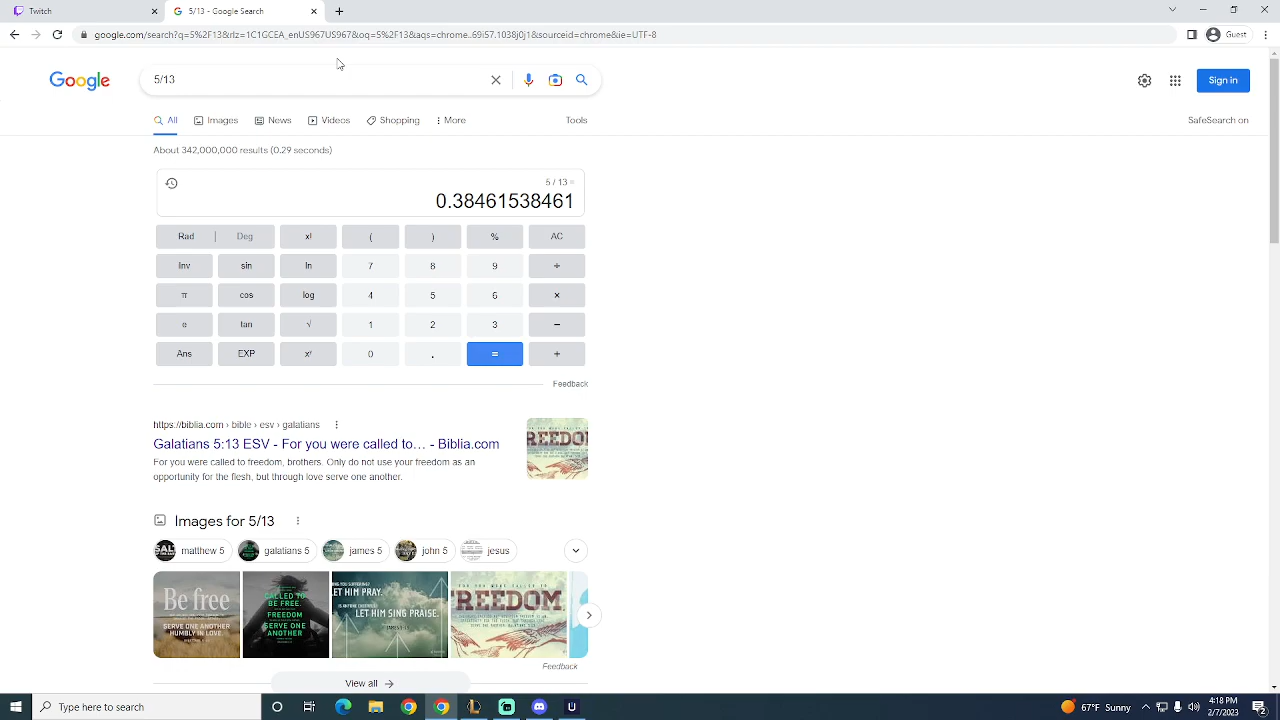 Twitch
5/13 - Google Search
google.com/search?q=5%2F13&rlz=1C1GCEA_enUS967US967&oq=5%2F13&aqs=chrome..69i57.1038j0j1&sourceid=chrome&ie=UTF-8
Guest
Google
5/13
Sign in
All
Images
News
Videos
Shopping
More
Tools
SafeSearch on
About 342,000,000 results (0.29 seconds)
5 / 13 =
0.38461538461
Rad | Deg x! ( ) % AC
Inv sin ln 7 8 9 ÷
π cos log 4 5 6 ×
e tan √ 1 2 3 −
Ans EXP xʸ 0 . = +
Feedback
https://biblia.com › bible › esv › galatians
Galatians 5:13 ESV - For you were called to… - Biblia.com
For you were called to freedom, brothers. Only do not use your freedom as an
opportunity for the flesh, but through love serve one another.
REEDOM
Images for 5/13
galatians 5
james 5
john 5
jesus
Be free
SERVE ONE ANOTHER
HUMBLY IN LOVE.
CALLED TO
BE FREE.
FREEDOM
SERVE ONE
ANOTHER
LET HIM PRAY.
LET HIM SING PRAISE.
FOR YOU WERE CALLED TO
REEDOM
Feedback
View all
Type here to search
67°F Sunny
4:18 PM
2/7/2023